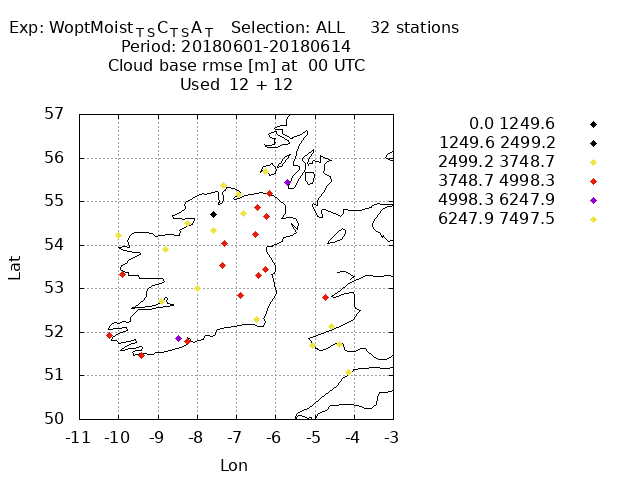 Exp: WoptMoist T S C T S A T Selection: ALL 32 stations
Period: 20180601-20180614
Cloud base rmse [m] at 00 UTC
Used 12 + 12
57
56
55
54
53
52
51
50
Lat
-11 -10 -9 -8 -7 -6 -5 -4 -3
Lon
0.0 1249.6
1249.6 2499.2
2499.2 3748.7
3748.7 4998.3
4998.3 6247.9
6247.9 7497.5